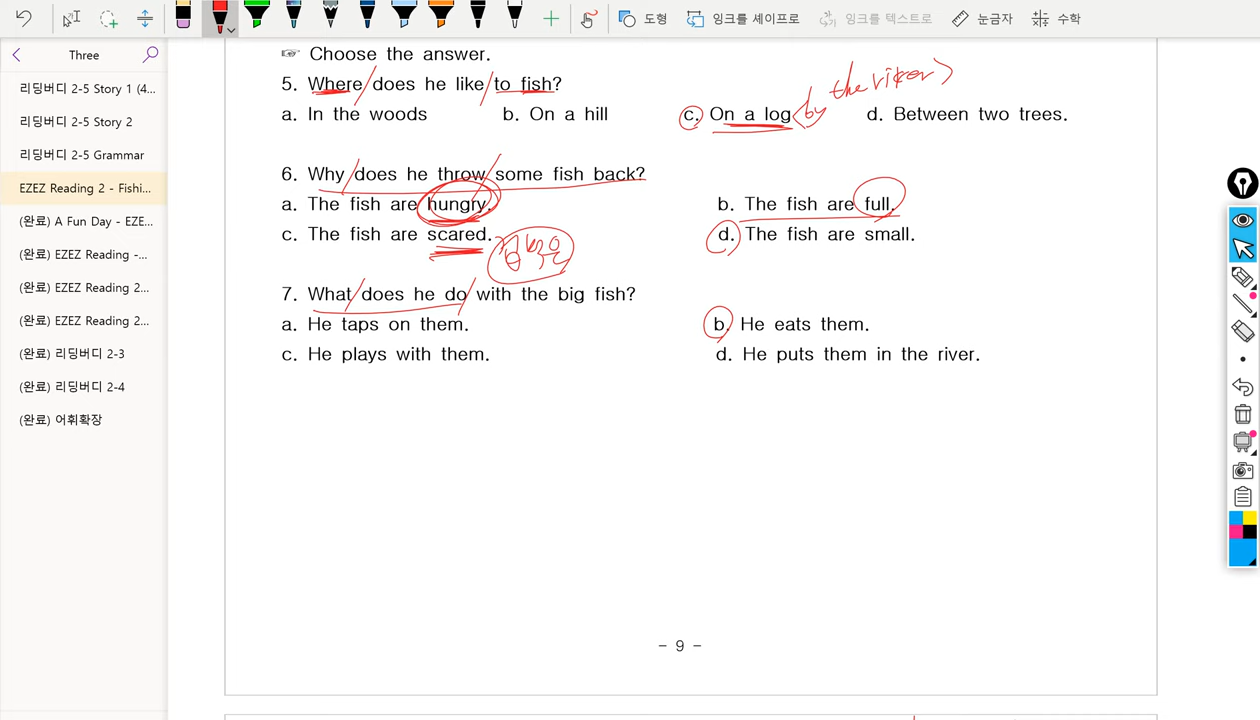 도형 잉크를 셰이프로 잉크를 텍스트로 눈금자 수학
Three
리딩버디 2-5 Story 1 (4...
리딩버디 2-5 Story 2
리딩버디 2-5 Grammar
EZEZ Reading 2 - Fishi...
(완료) A Fun Day - EZE...
(완료) EZEZ Reading -...
(완료) EZEZ Reading 2...
(완료) EZEZ Reading 2...
(완료) 리딩버디 2-3
(완료) 리딩버디 2-4
(완료) 어휘확장
☞ Choose the answer.
5. Where does he like to fish?
a. In the woods b. On a hill c. On a log d. Between two trees.
<by the river>
6. Why does he throw some fish back?
a. The fish are hungry. b. The fish are full.
c. The fish are scared. d. The fish are small.
겁먹은
7. What does he do with the big fish?
a. He taps on them. b. He eats them.
c. He plays with them. d. He puts them in the river.
- 9 -